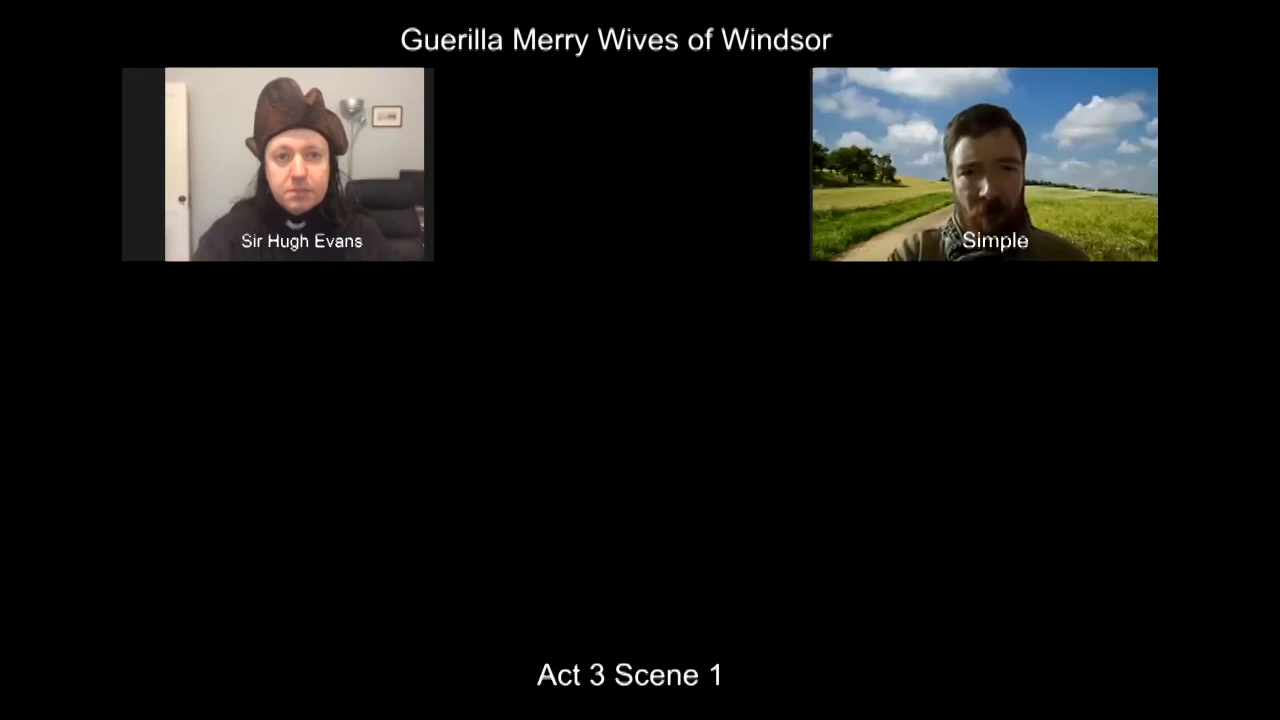 Guerilla Merry Wives of Windsor
Sir Hugh Evans
Simple
Act 3 Scene 1